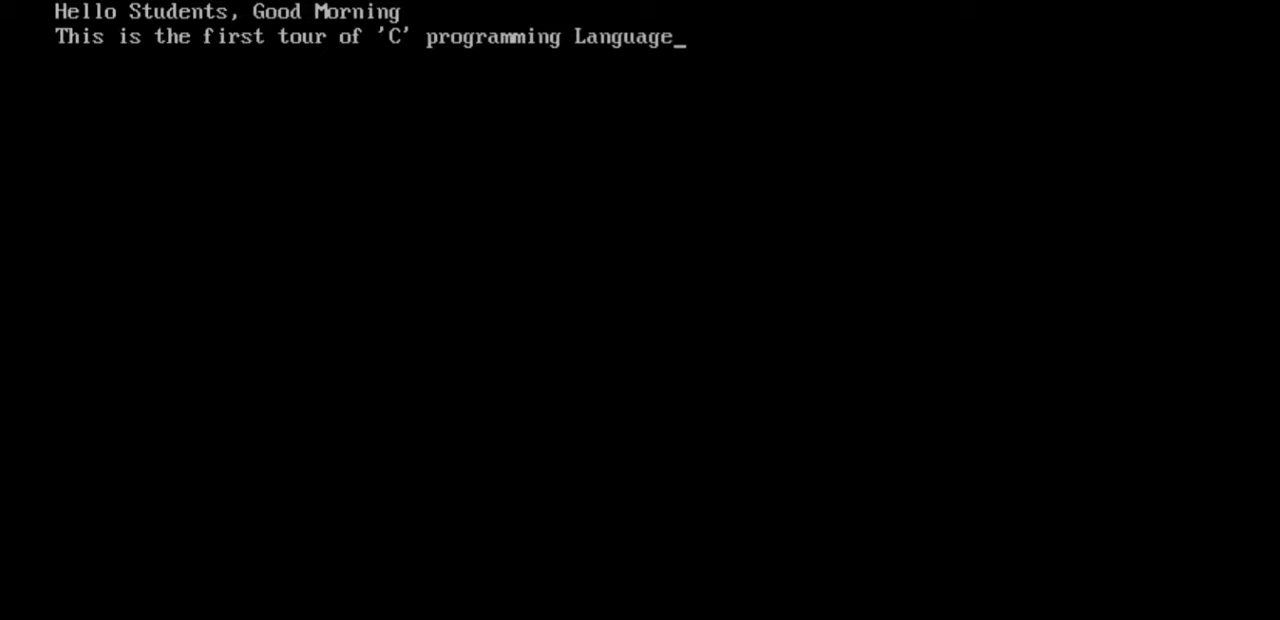 Hello Students, Good Morning
This is the first tour of 'C' programming Language_